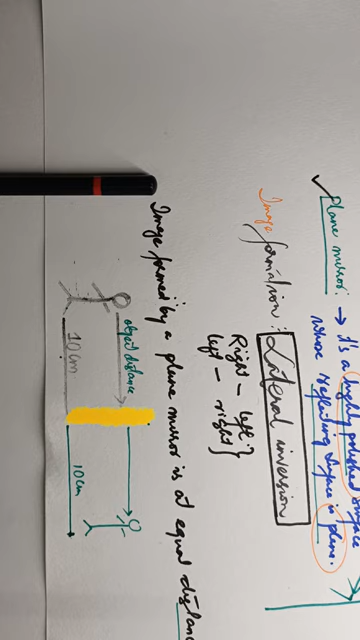 Plane mirror → it's a highly polished surface
whose reflecting surface is plane.
Image formation: Lateral inversion
Right - left
left - right
Image formed by a plane mirror is at equal distance
object distance
10 cm
10 cm